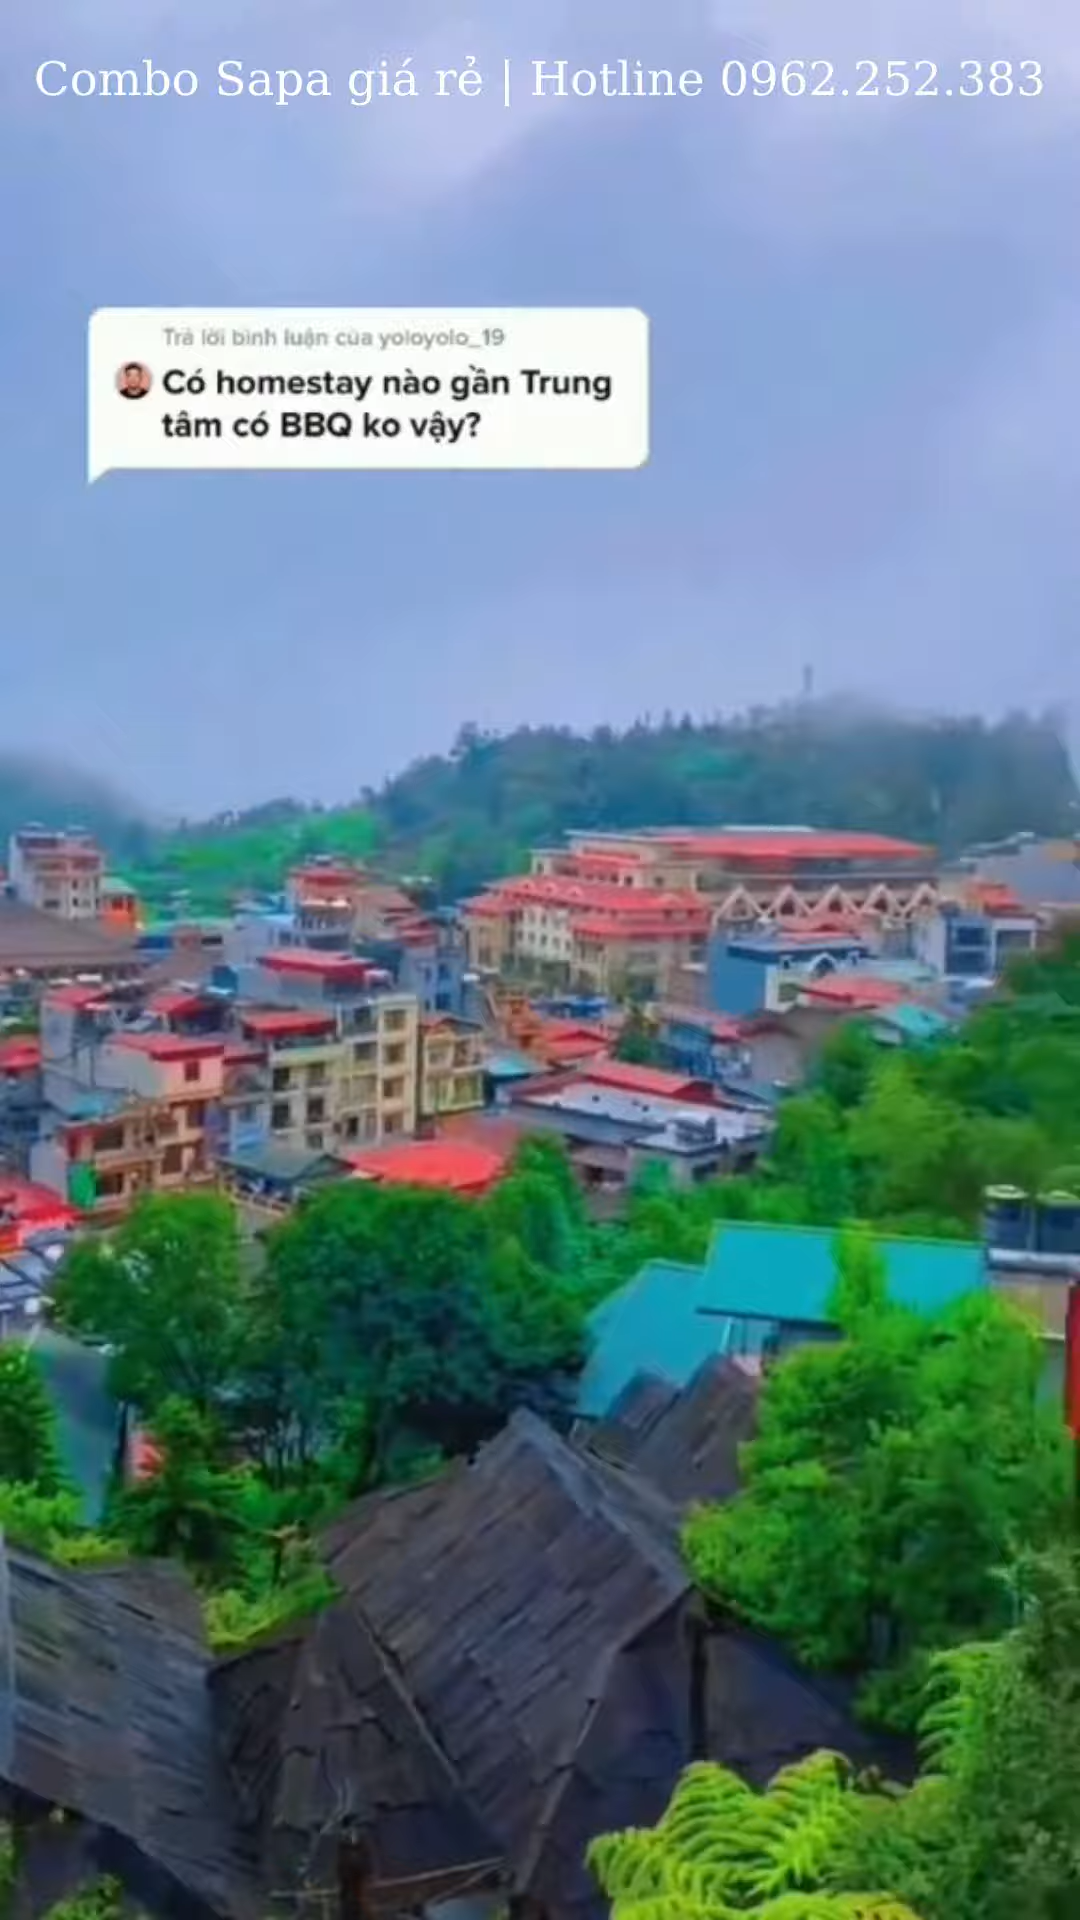 Combo Sapa giá rẻ | Hotline 0962.252.383
Trả lời bình luận của yoloyolo_19
Có homestay nào gần Trung
tâm có BBQ ko vậy?